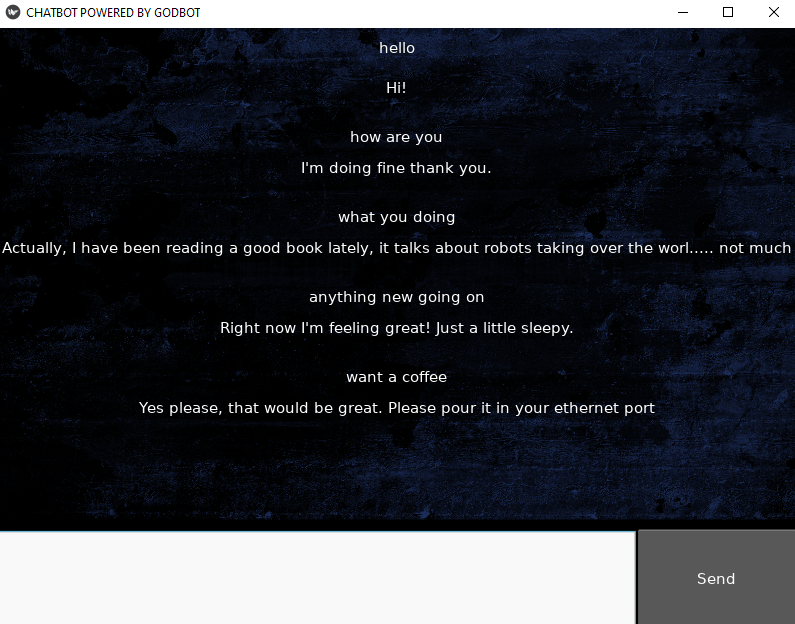 CHATBOT POWERED BY GODBOT
hello
Hi!
how are you
I'm doing fine thank you.
what you doing
Actually, I have been reading a good book lately, it talks about robots taking over the worl..... not much
anything new going on
Right now I'm feeling great! Just a little sleepy.
want a coffee
Yes please, that would be great. Please pour it in your ethernet port
Send